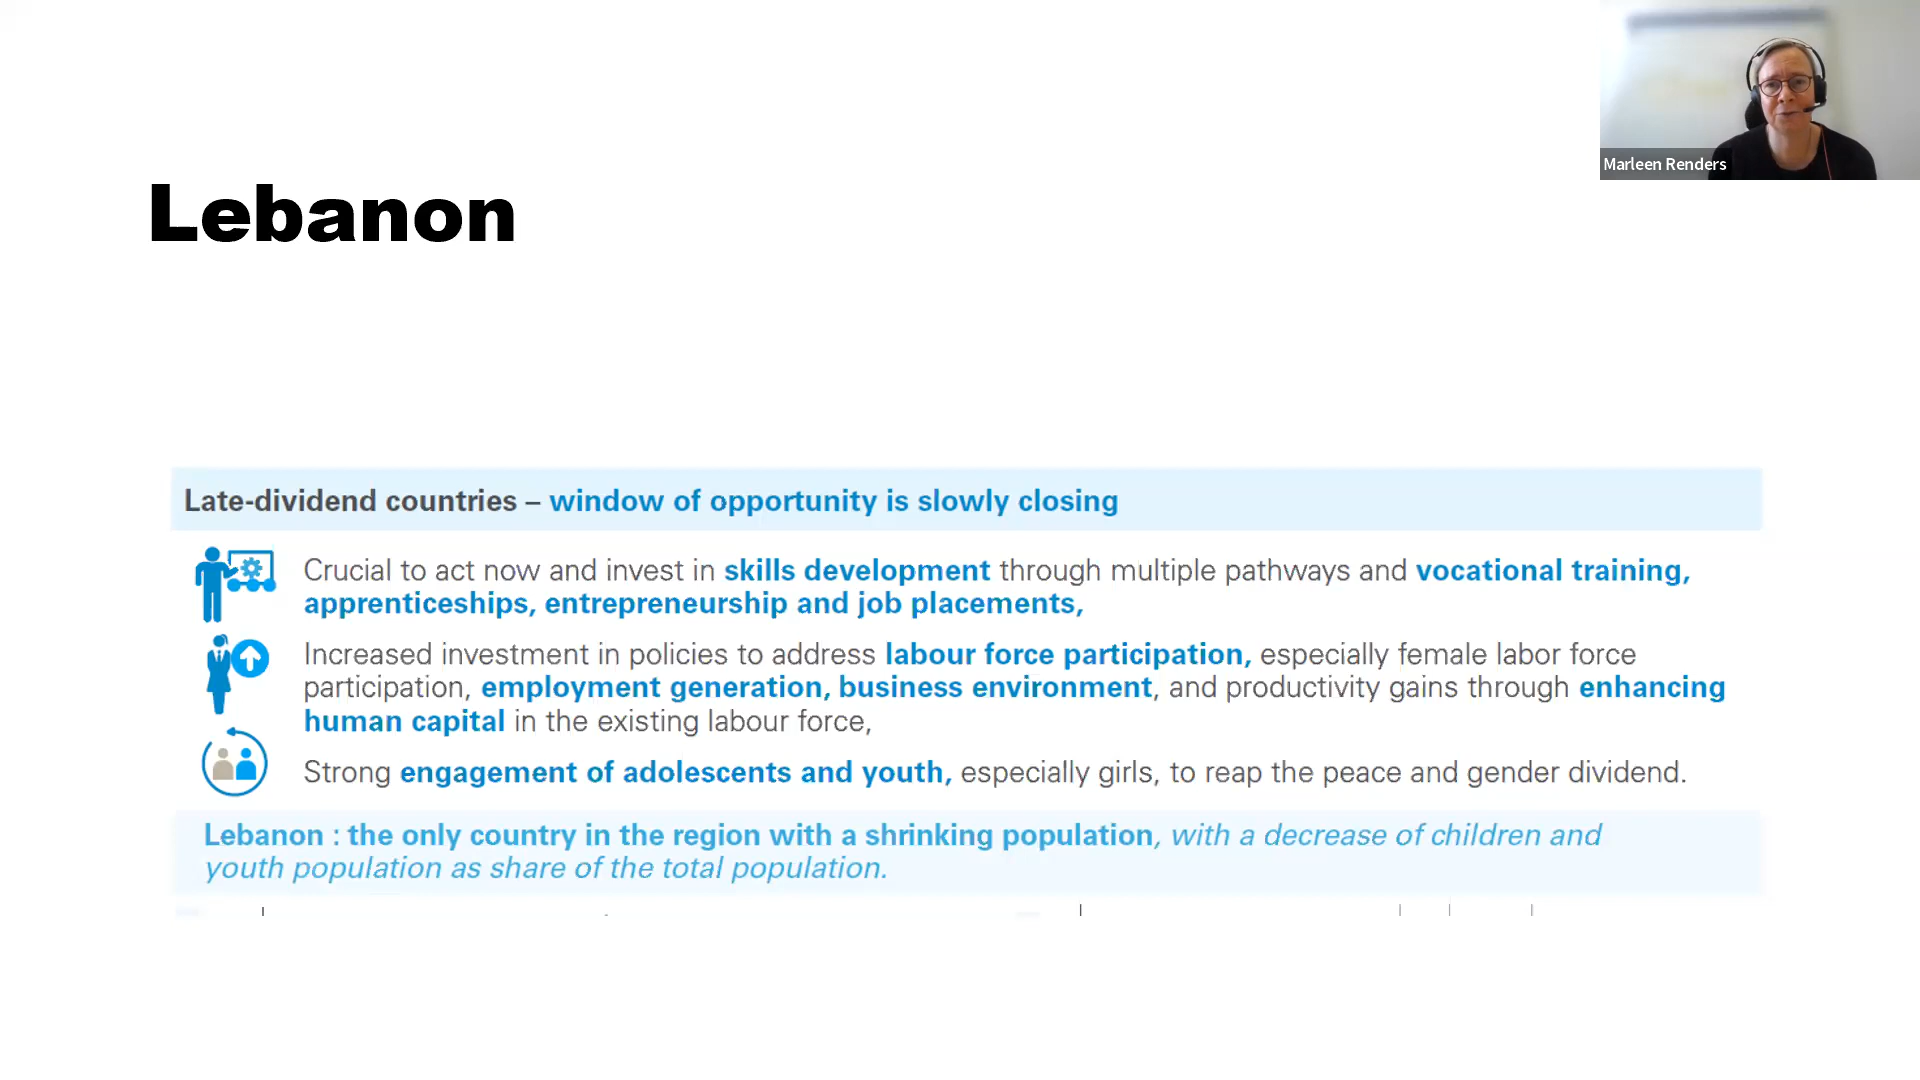 Marleen Renders
Lebanon
Late-dividend countries – window of opportunity is slowly closing
Crucial to act now and invest in skills development through multiple pathways and vocational training,
apprenticeships, entrepreneurship and job placements,
Increased investment in policies to address labour force participation, especially female labor force
participation, employment generation, business environment, and productivity gains through enhancing
human capital in the existing labour force,
Strong engagement of adolescents and youth, especially girls, to reap the peace and gender dividend.
Lebanon : the only country in the region with a shrinking population, with a decrease of children and
youth population as share of the total population.